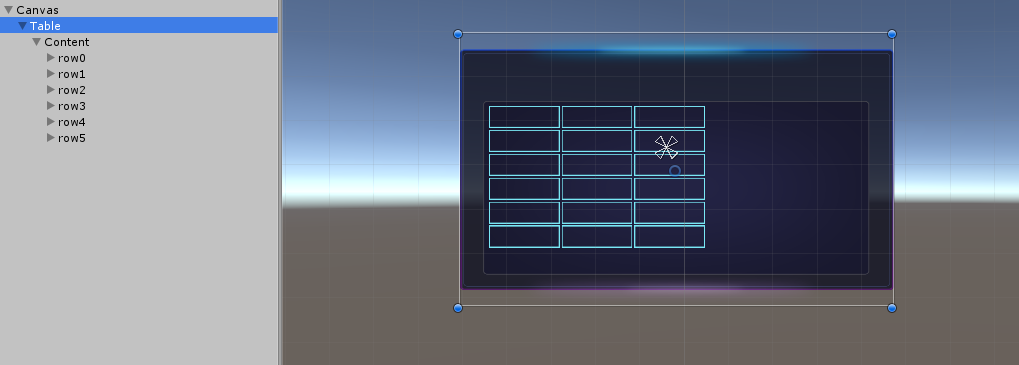 Canvas
Table
Content
row0
row1
row2
row3
row4
row5